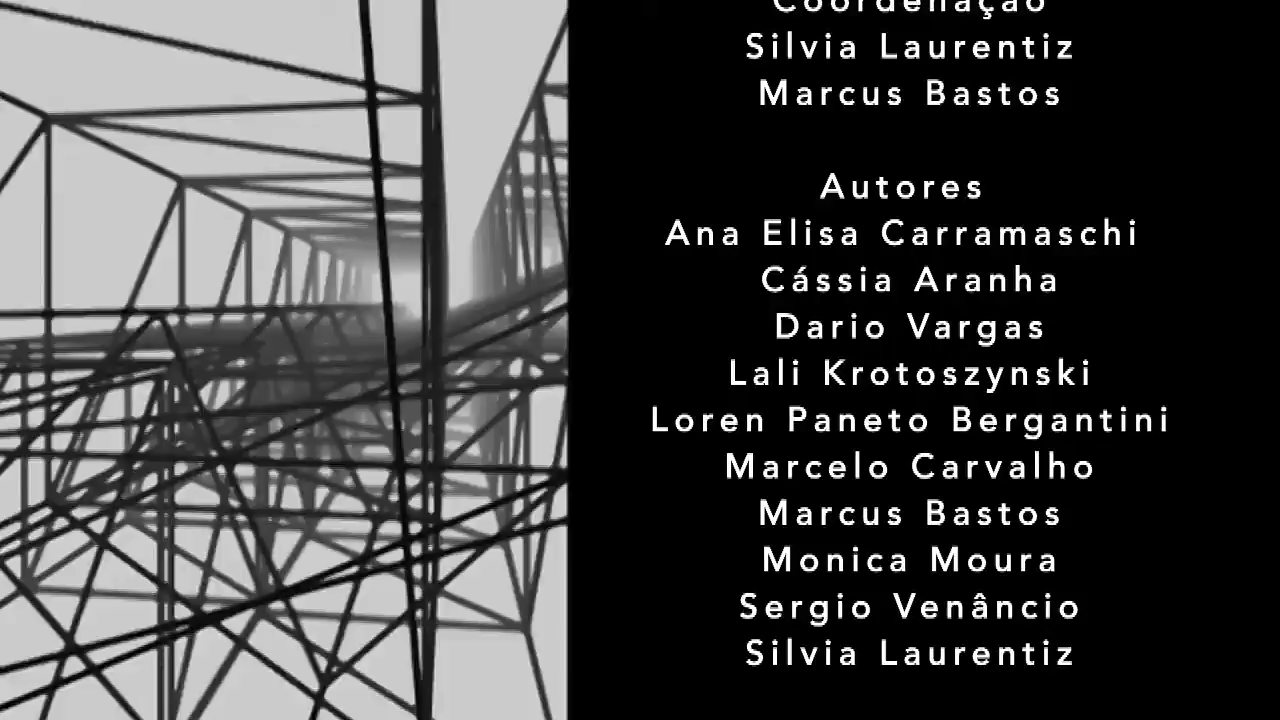 Coordenação
Silvia Laurentiz
Marcus Bastos
Autores
Ana Elisa Carramaschi
Cássia Aranha
Dario Vargas
Lali Krotoszynski
Loren Paneto Bergantini
Marcelo Carvalho
Marcus Bastos
Monica Moura
Sergio Venâncio
Silvia Laurentiz